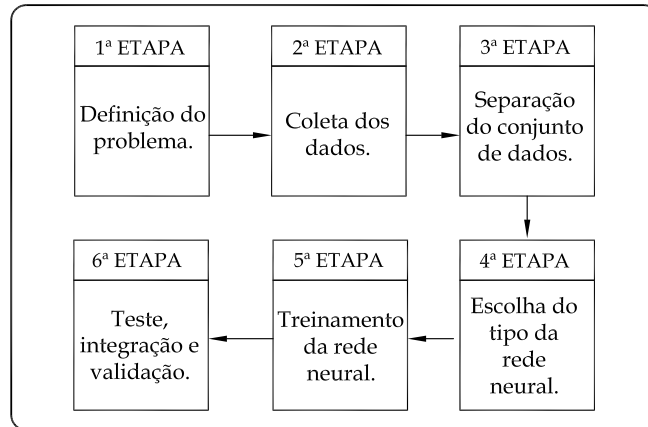 1ª ETAPA
Definição do
problema.
2ª ETAPA
Coleta dos
dados.
3ª ETAPA
Separação
do conjunto
de dados.
4ª ETAPA
Escolha do
tipo da
rede
neural.
5ª ETAPA
Treinamento
da rede
neural.
6ª ETAPA
Teste,
integração e
validação.